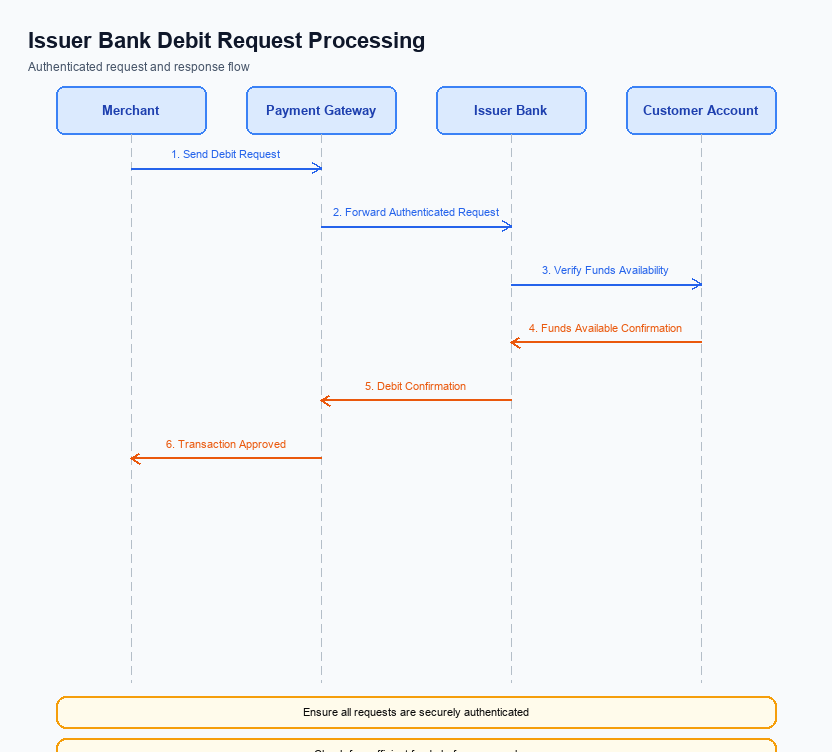 Issuer Bank Debit Request Processing
Authenticated request and response flow
Merchant
Payment Gateway
Issuer Bank
Customer Account
1. Send Debit Request
2. Forward Authenticated Request
3. Verify Funds Availability
4. Funds Available Confirmation
5. Debit Confirmation
6. Transaction Approved
Ensure all requests are securely authenticated